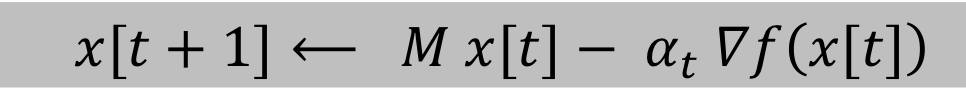 x[t + 1] ⟵ M x[t] − α_t ∇f(x[t])